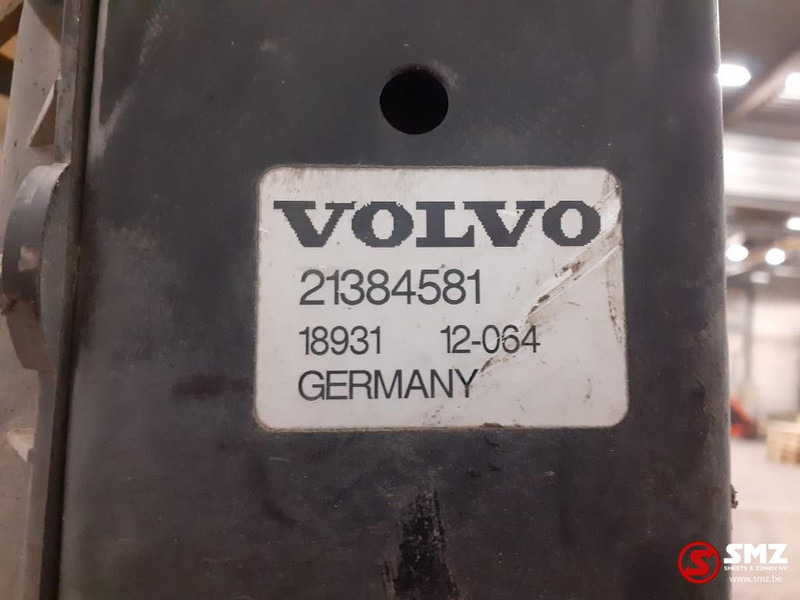 VOLVO
21384581
18931 12-064
GERMANY
SMZ
SMEETS & ZONEN NV
www.smz.be